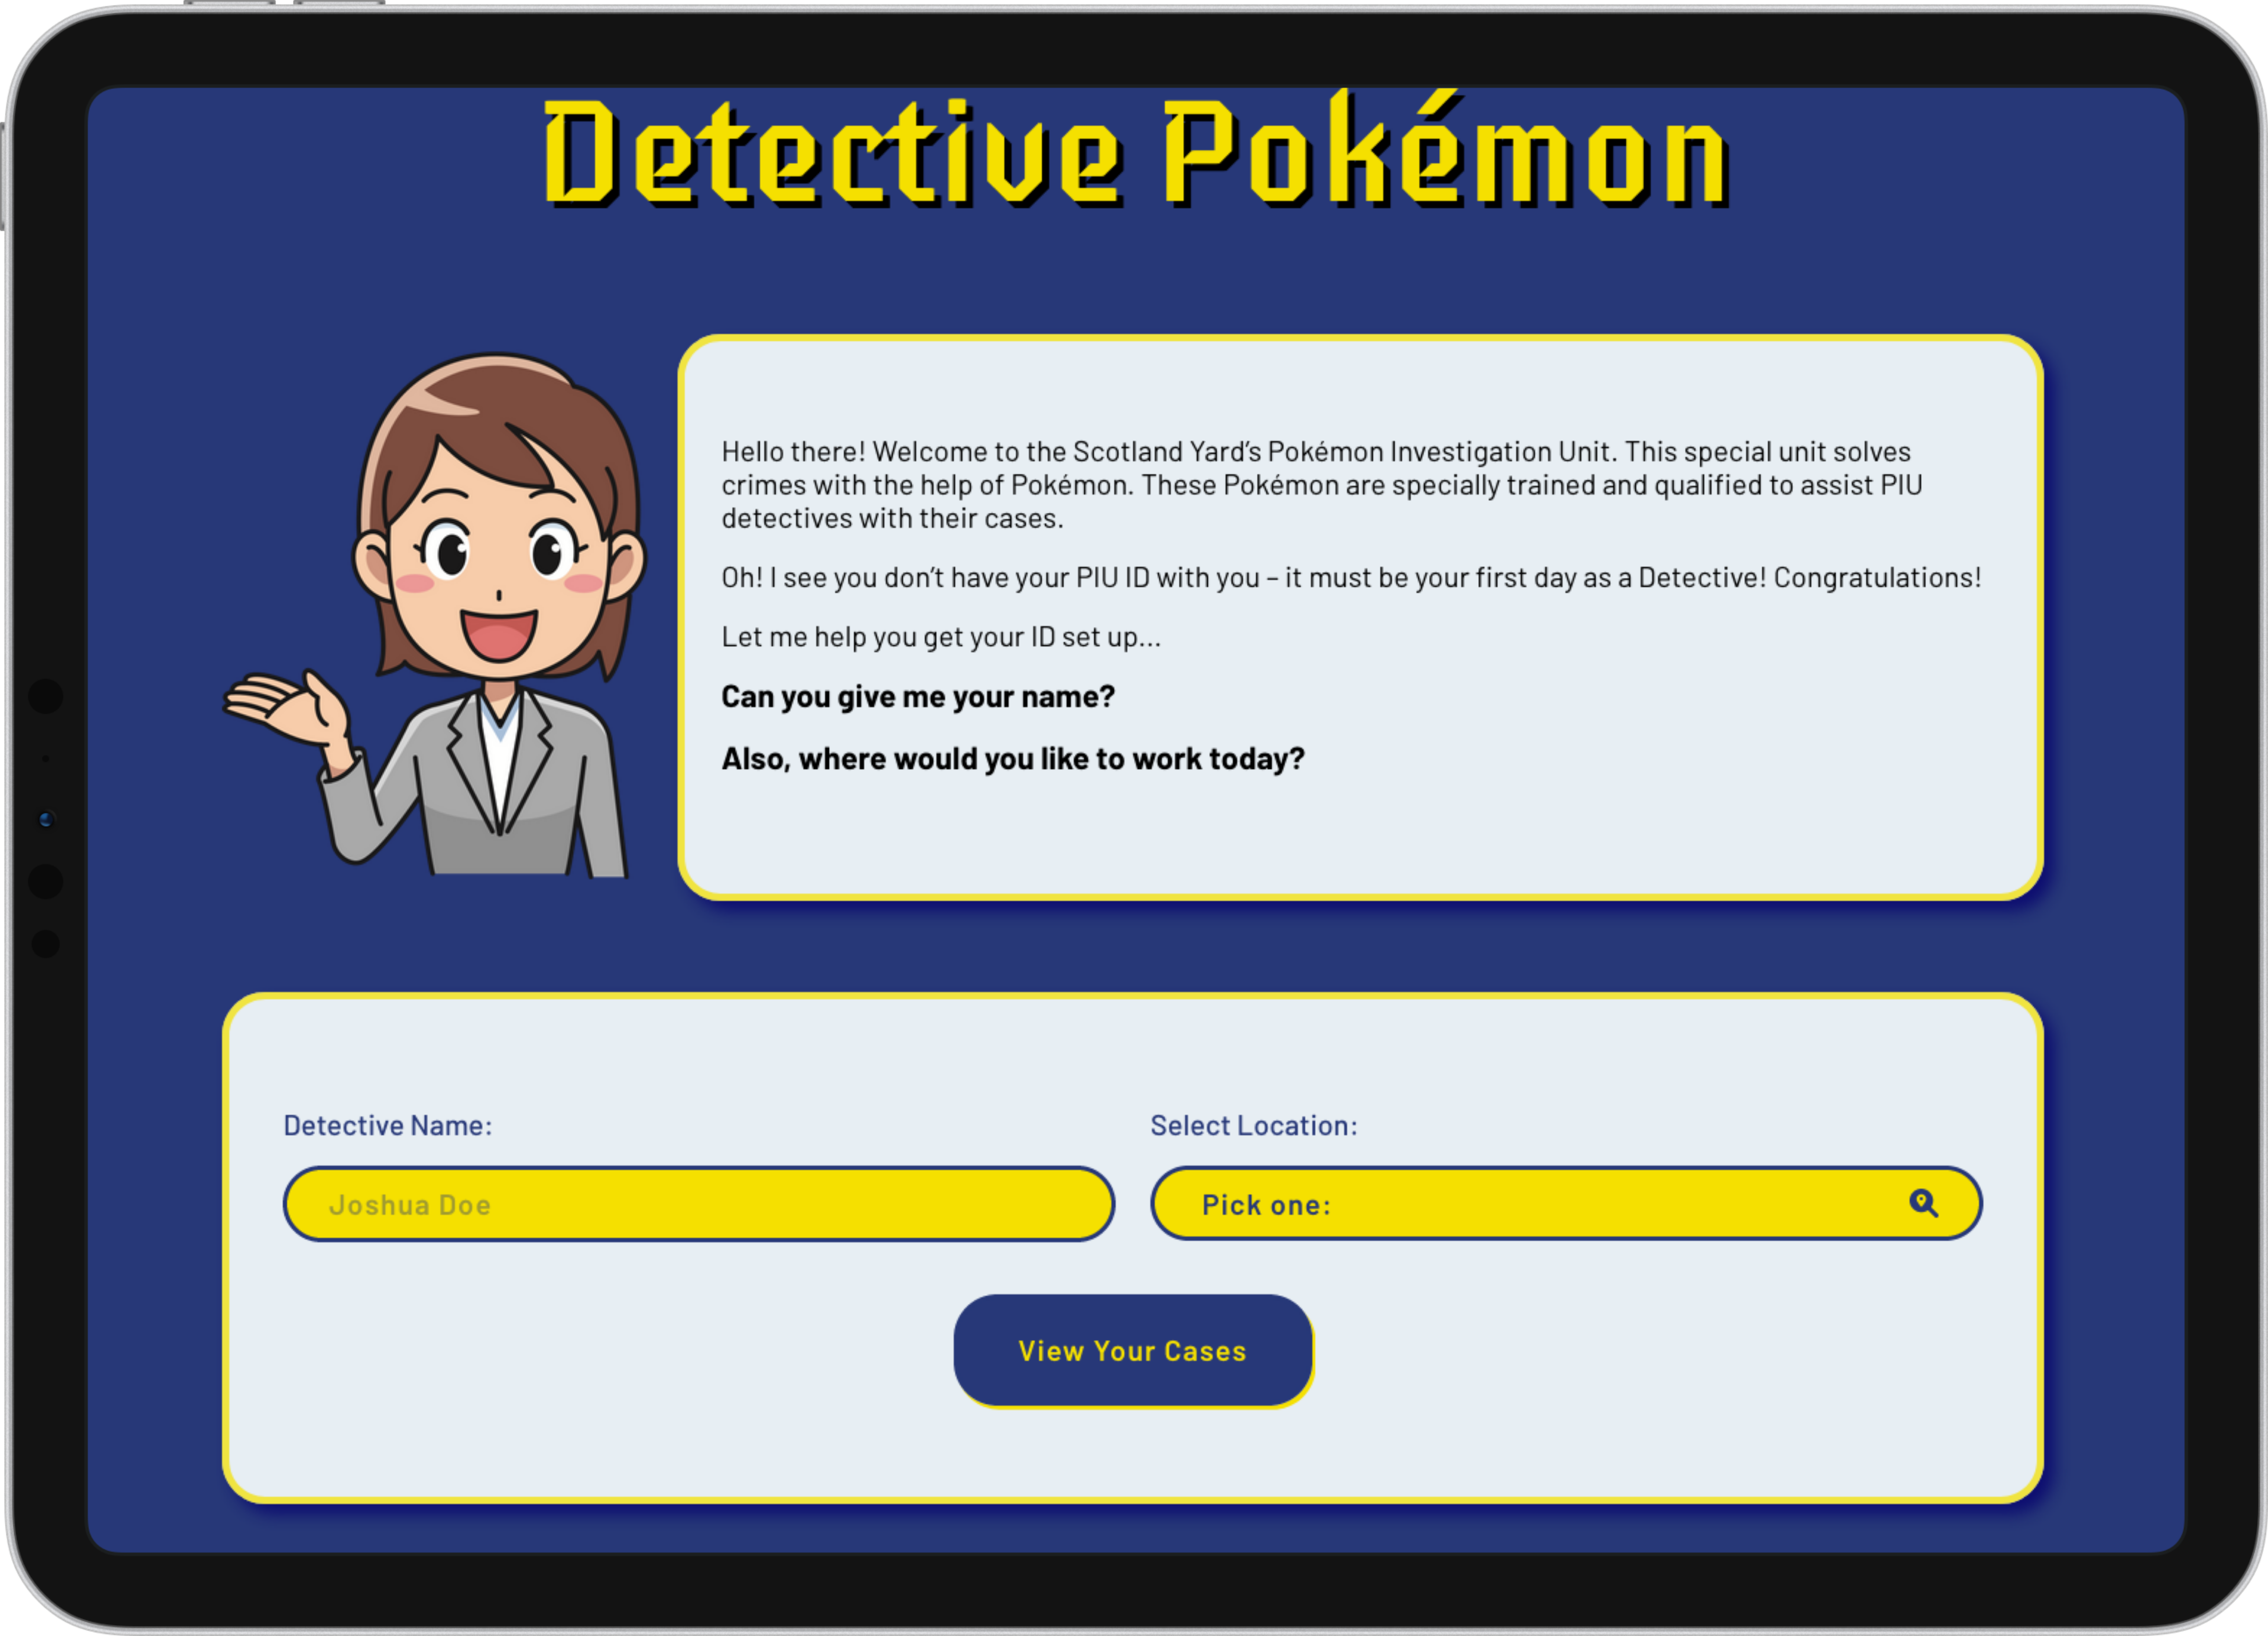 Detective Pokémon
Hello there! Welcome to the Scotland Yard’s Pokémon Investigation Unit. This special unit solves
crimes with the help of Pokémon. These Pokémon are specially trained and qualified to assist PIU
detectives with their cases.
Oh! I see you don’t have your PIU ID with you – it must be your first day as a Detective! Congratulations!
Let me help you get your ID set up...
Can you give me your name?
Also, where would you like to work today?
Detective Name:
Select Location:
Joshua Doe
Pick one:
View Your Cases